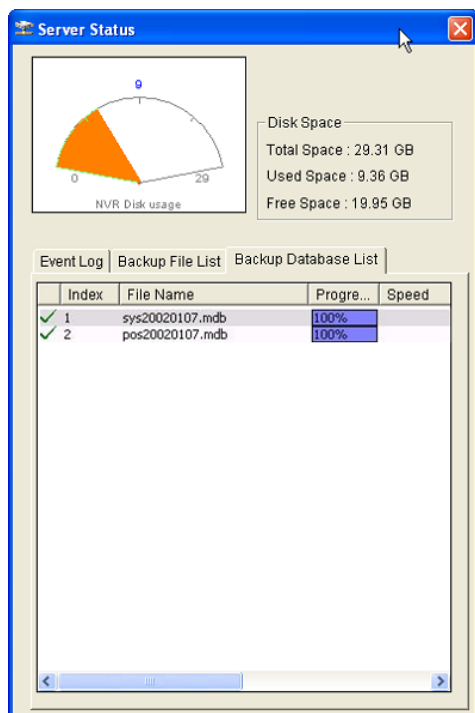 Server Status
9
0 29
NVR Disk usage
Disk Space
Total Space : 29.31 GB
Used Space : 9.36 GB
Free Space : 19.95 GB
Event Log Backup File List Backup Database List
Index File Name Progre... Speed
1 sys20020107.mdb 100%
2 pos20020107.mdb 100%